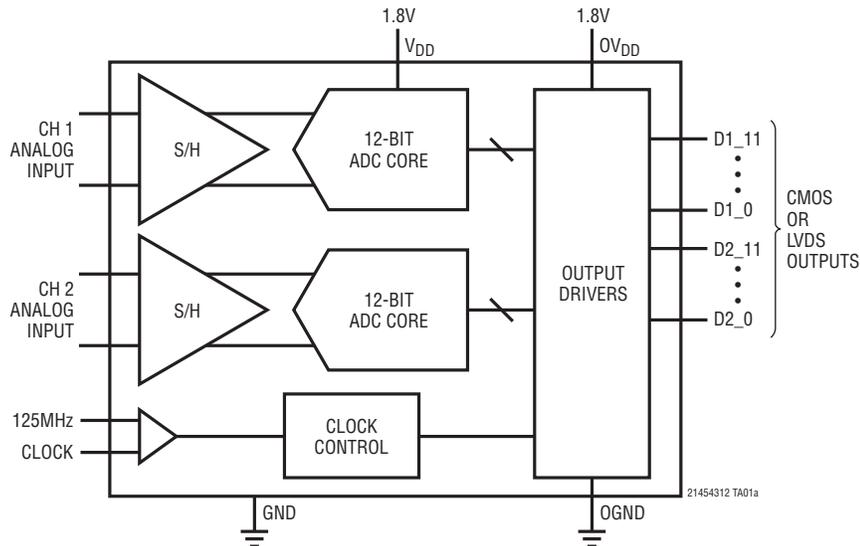 1.8V
1.8V
VDD
OVDD
CH 1
ANALOG
INPUT
S/H
12-BIT
ADC CORE
D1_11
D1_0
D2_11
D2_0
CMOS
OR
LVDS
OUTPUTS
OUTPUT
DRIVERS
CH 2
ANALOG
INPUT
S/H
12-BIT
ADC CORE
125MHz
CLOCK
CLOCK
CONTROL
GND
OGND
21454312 TA01a